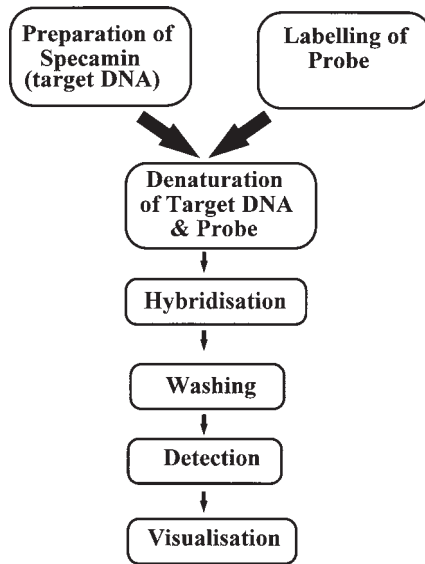 Preparation of
Specamin
(target DNA)
Labelling of
Probe
Denaturation
of Target DNA
& Probe
Hybridisation
Washing
Detection
Visualisation